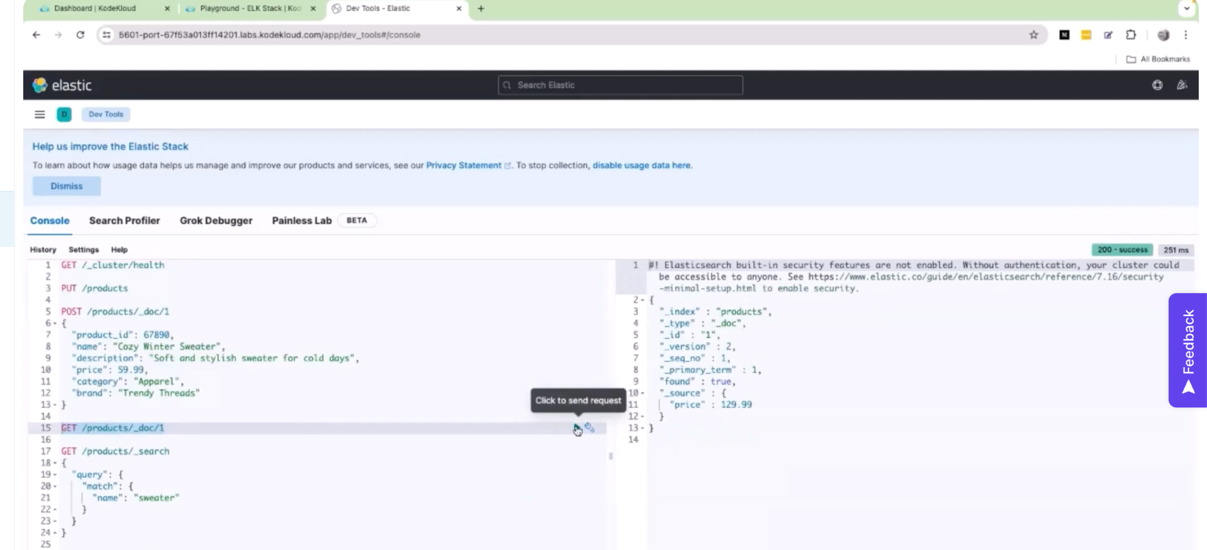 Dashboard | KodeKloud
Playground - ELK Stack | Koo
Dev Tools - Elastic
5601-port-67f53a013ff14201.labs.kodekloud.com/app/dev_tools#/console
All Bookmarks
elastic
Search Elastic
D
Dev Tools
Help us improve the Elastic Stack
To learn about how usage data helps us manage and improve our products and services, see our Privacy Statement. To stop collection, disable usage data here.
Dismiss
Console Search Profiler Grok Debugger Painless Lab BETA
History Settings Help
200 - success 251 ms
1 GET /_cluster/health
2
3 PUT /products
4
5 POST /products/_doc/1
6 {
7 "product_id": 67890,
8 "name": "Cozy Winter Sweater",
9 "description": "Soft and stylish sweater for cold days",
10 "price": 59.99,
11 "category": "Apparel",
12 "brand": "Trendy Threads"
13 }
14
15 GET /products/_doc/1
16
17 GET /products/_search
18 {
19 "query": {
20 "match": {
21 "name": "sweater"
22 }
23 }
24 }
25
Click to send request
1 #! Elasticsearch built-in security features are not enabled. Without authentication, your cluster could
be accessible to anyone. See https://www.elastic.co/guide/en/elasticsearch/reference/7.16/security
-minimal-setup.html to enable security.
2 {
3 "_index" : "products",
4 "_type" : "_doc",
5 "_id" : "1",
6 "_version" : 2,
7 "_seq_no" : 1,
8 "_primary_term" : 1,
9 "found" : true,
10 "_source" : {
11 "price" : 129.99
12 }
13 }
14
Feedback